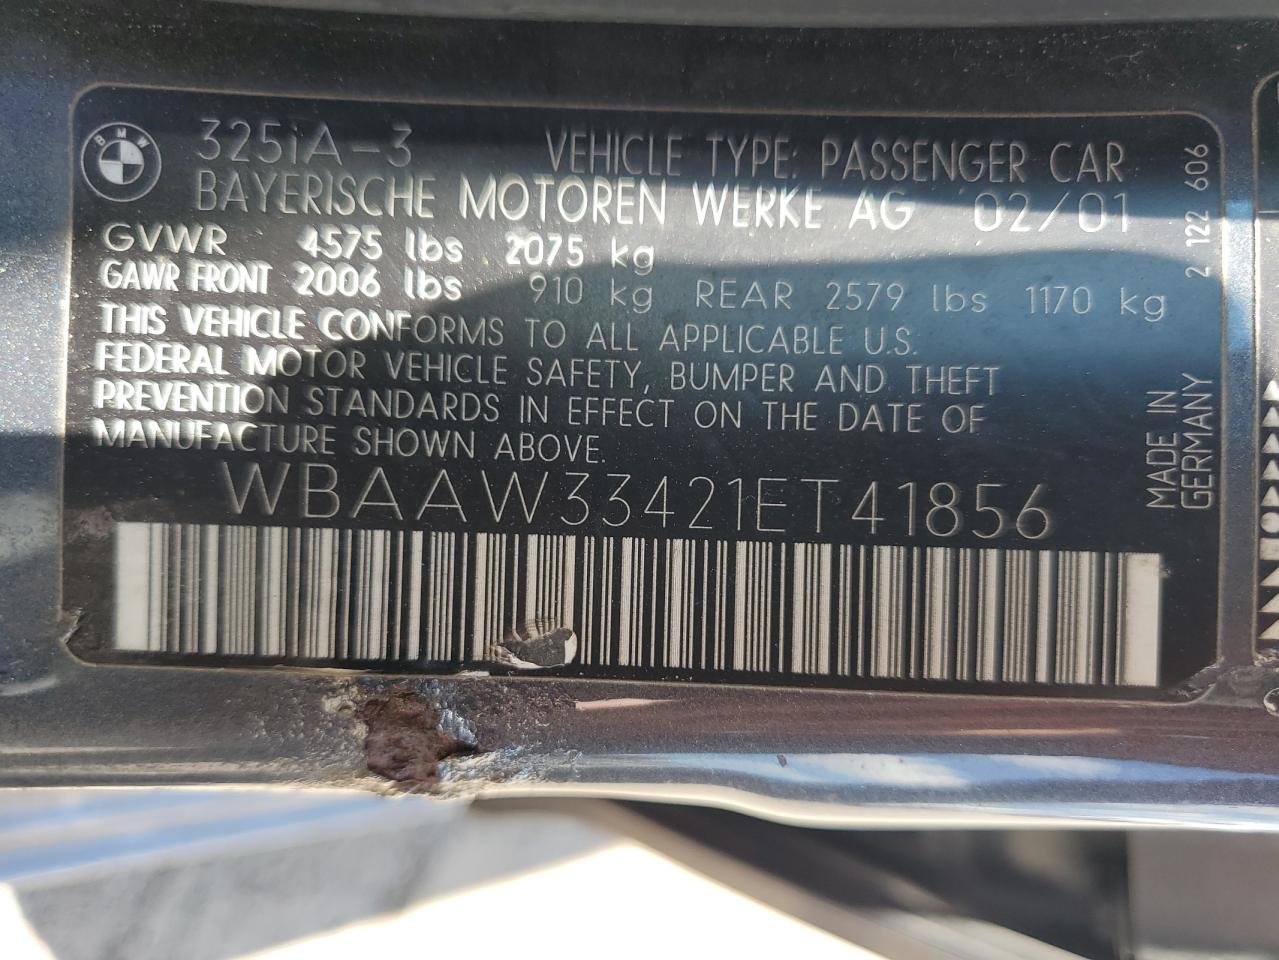 BMW
325iA-3 VEHICLE TYPE: PASSENGER CAR
BAYERISCHE MOTOREN WERKE AG 02/01
GVWR 4575 lbs 2075 kg
GAWR FRONT 2006 lbs 910 kg REAR 2579 lbs 1170 kg
THIS VEHICLE CONFORMS TO ALL APPLICABLE U.S.
FEDERAL MOTOR VEHICLE SAFETY, BUMPER AND THEFT
PREVENTION STANDARDS IN EFFECT ON THE DATE OF
MANUFACTURE SHOWN ABOVE.
WBAAW33421ET41856
2 122 606
MADE IN
GERMANY